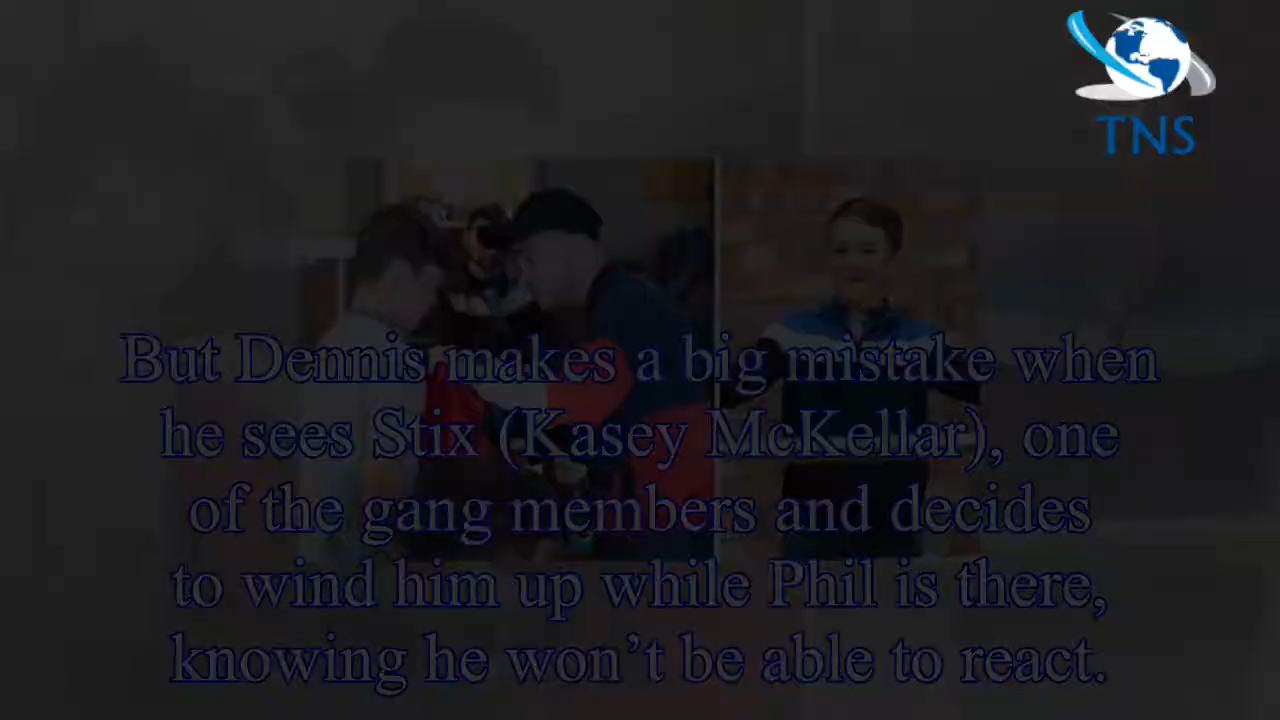 TNS
But Dennis makes a big mistake when
he sees Stix (Kasey McKellar), one
of the gang members and decides
to wind him up while Phil is there,
knowing he won’t be able to react.